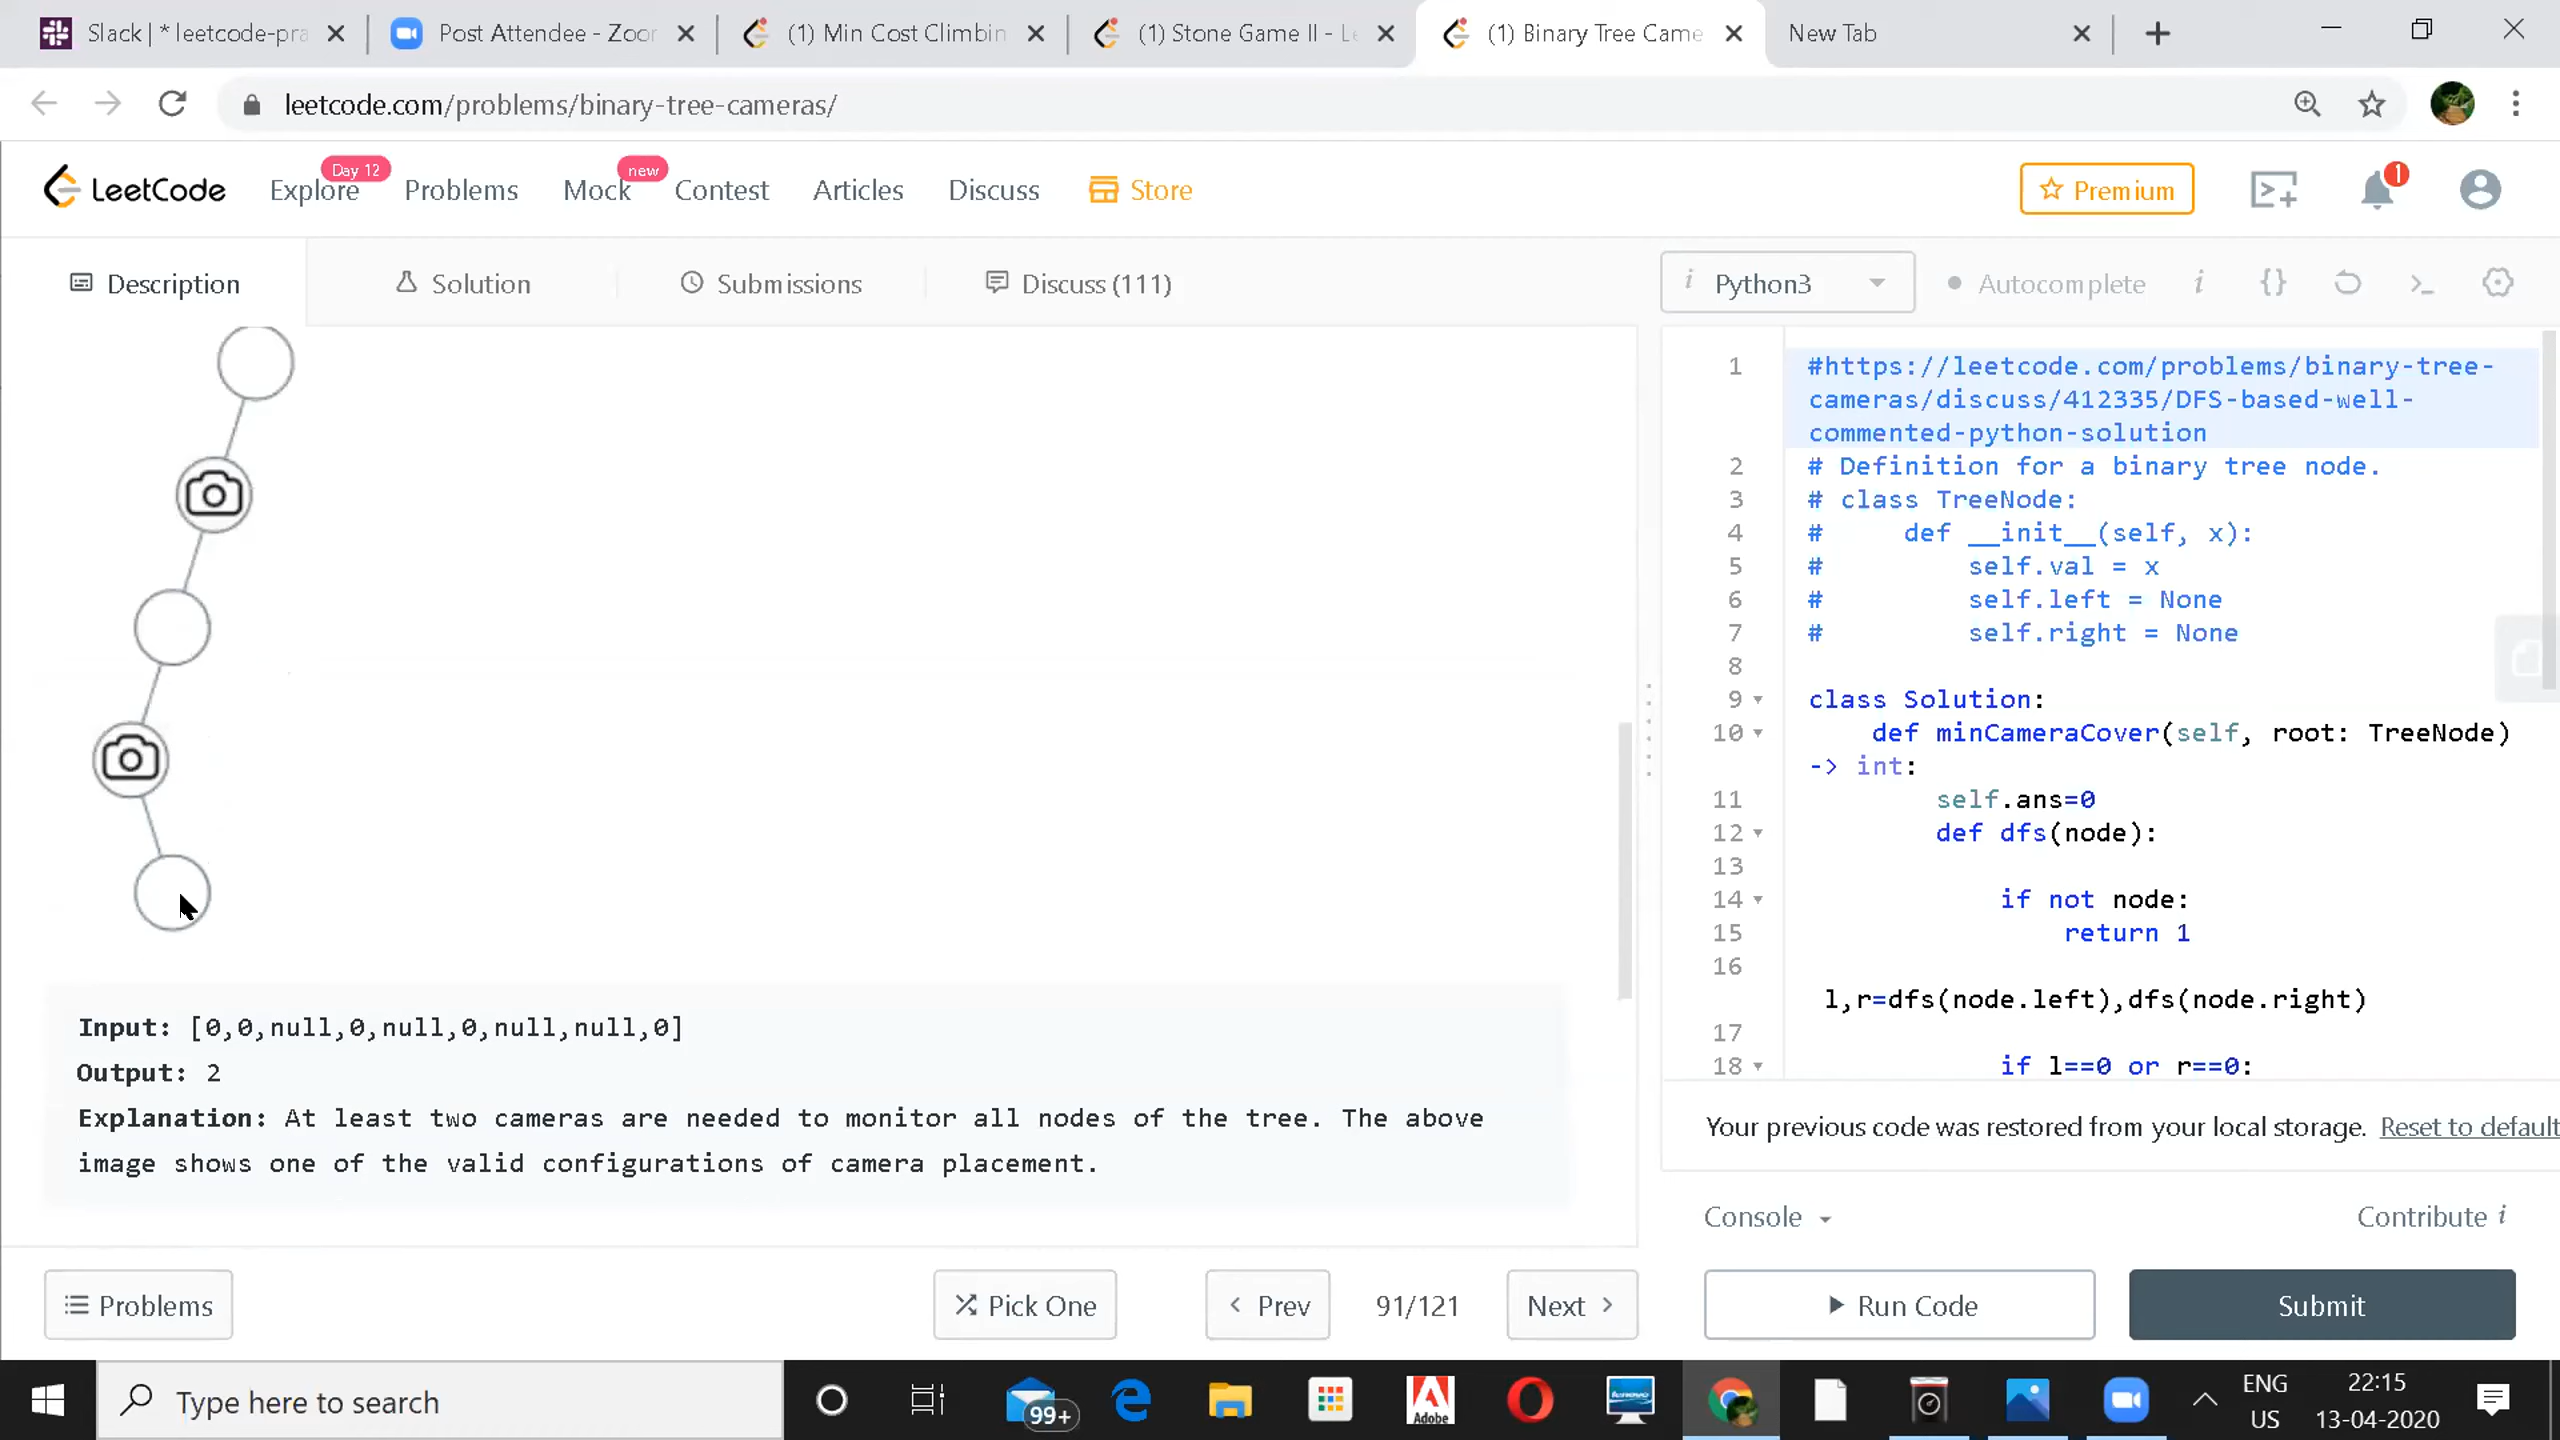 Slack | * leetcode-pra
Post Attendee - Zoor
(1) Min Cost Climbin
(1) Stone Game II - Le
(1) Binary Tree Came
New Tab
leetcode.com/problems/binary-tree-cameras/
LeetCode
Explore
Day 12
Problems
Mock
new
Contest
Articles
Discuss
Store
Premium
1
Description
Solution
Submissions
Discuss (111)
i Python3
Autocomplete
i {}
Input: [0,0,null,0,null,0,null,null,0]
Output: 2
Explanation: At least two cameras are needed to monitor all nodes of the tree. The above
image shows one of the valid configurations of camera placement.
1 #https://leetcode.com/problems/binary-tree-
cameras/discuss/412335/DFS-based-well-
commented-python-solution
2 # Definition for a binary tree node.
3 # class TreeNode:
4 #     def __init__(self, x):
5 #         self.val = x
6 #         self.left = None
7 #         self.right = None
8
9 class Solution:
10     def minCameraCover(self, root: TreeNode)
-> int:
11         self.ans=0
12         def dfs(node):
13
14             if not node:
15                 return 1
16
l,r=dfs(node.left),dfs(node.right)
17
18             if l==0 or r==0:
Your previous code was restored from your local storage. Reset to default
Console
Contribute i
Problems
Pick One
Prev
91/121
Next
Run Code
Submit
Type here to search
99+
Adobe
ENG
US
22:15
13-04-2020